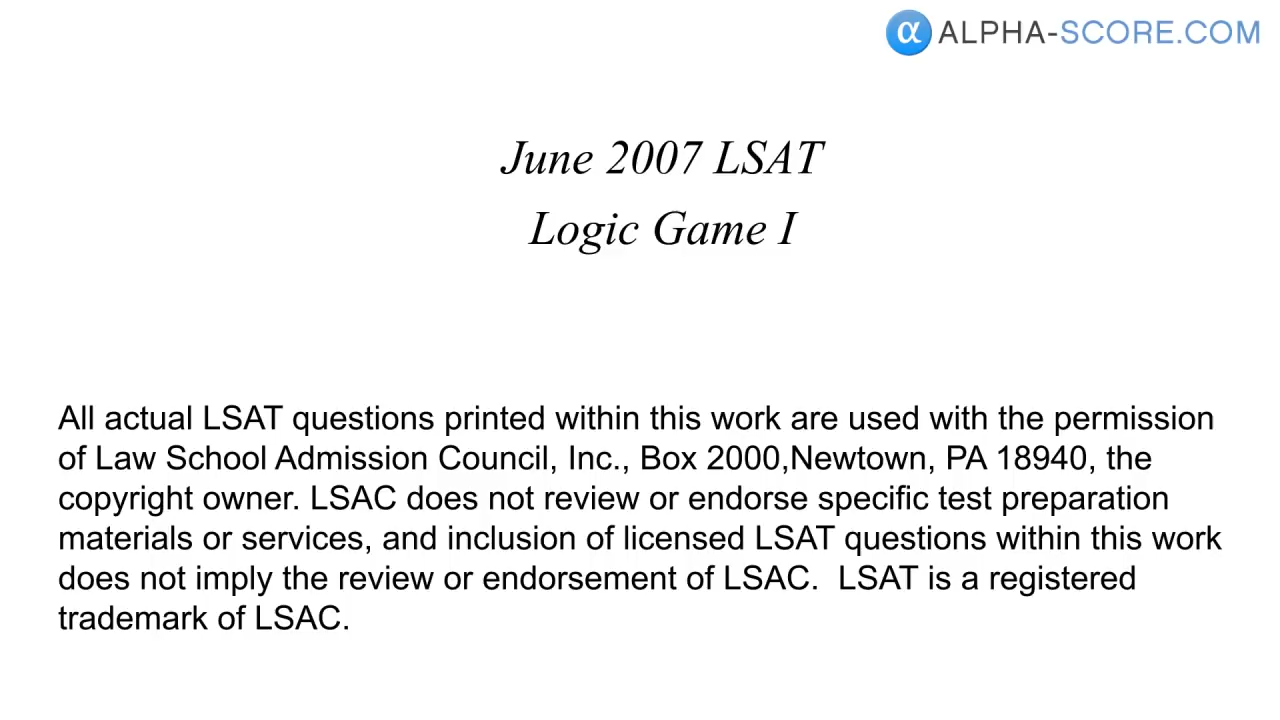 ALPHA-SCORE.COM
June 2007 LSAT
Logic Game I
All actual LSAT questions printed within this work are used with the permission
of Law School Admission Council, Inc., Box 2000,Newtown, PA 18940, the
copyright owner. LSAC does not review or endorse specific test preparation
materials or services, and inclusion of licensed LSAT questions within this work
does not imply the review or endorsement of LSAC.  LSAT is a registered
trademark of LSAC.